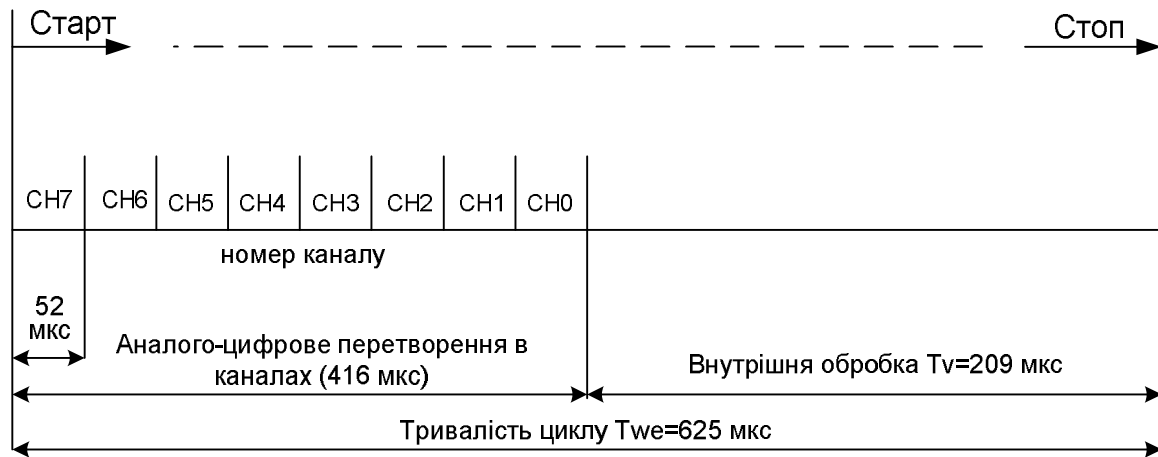 Старт
Стоп
CH7 CH6 CH5 CH4 CH3 CH2 CH1 CH0
номер каналу
52
мкс
Аналого-цифрове перетворення в
каналах (416 мкс)
Внутрішня обробка Tv=209 мкс
Тривалість циклу Twe=625 мкс